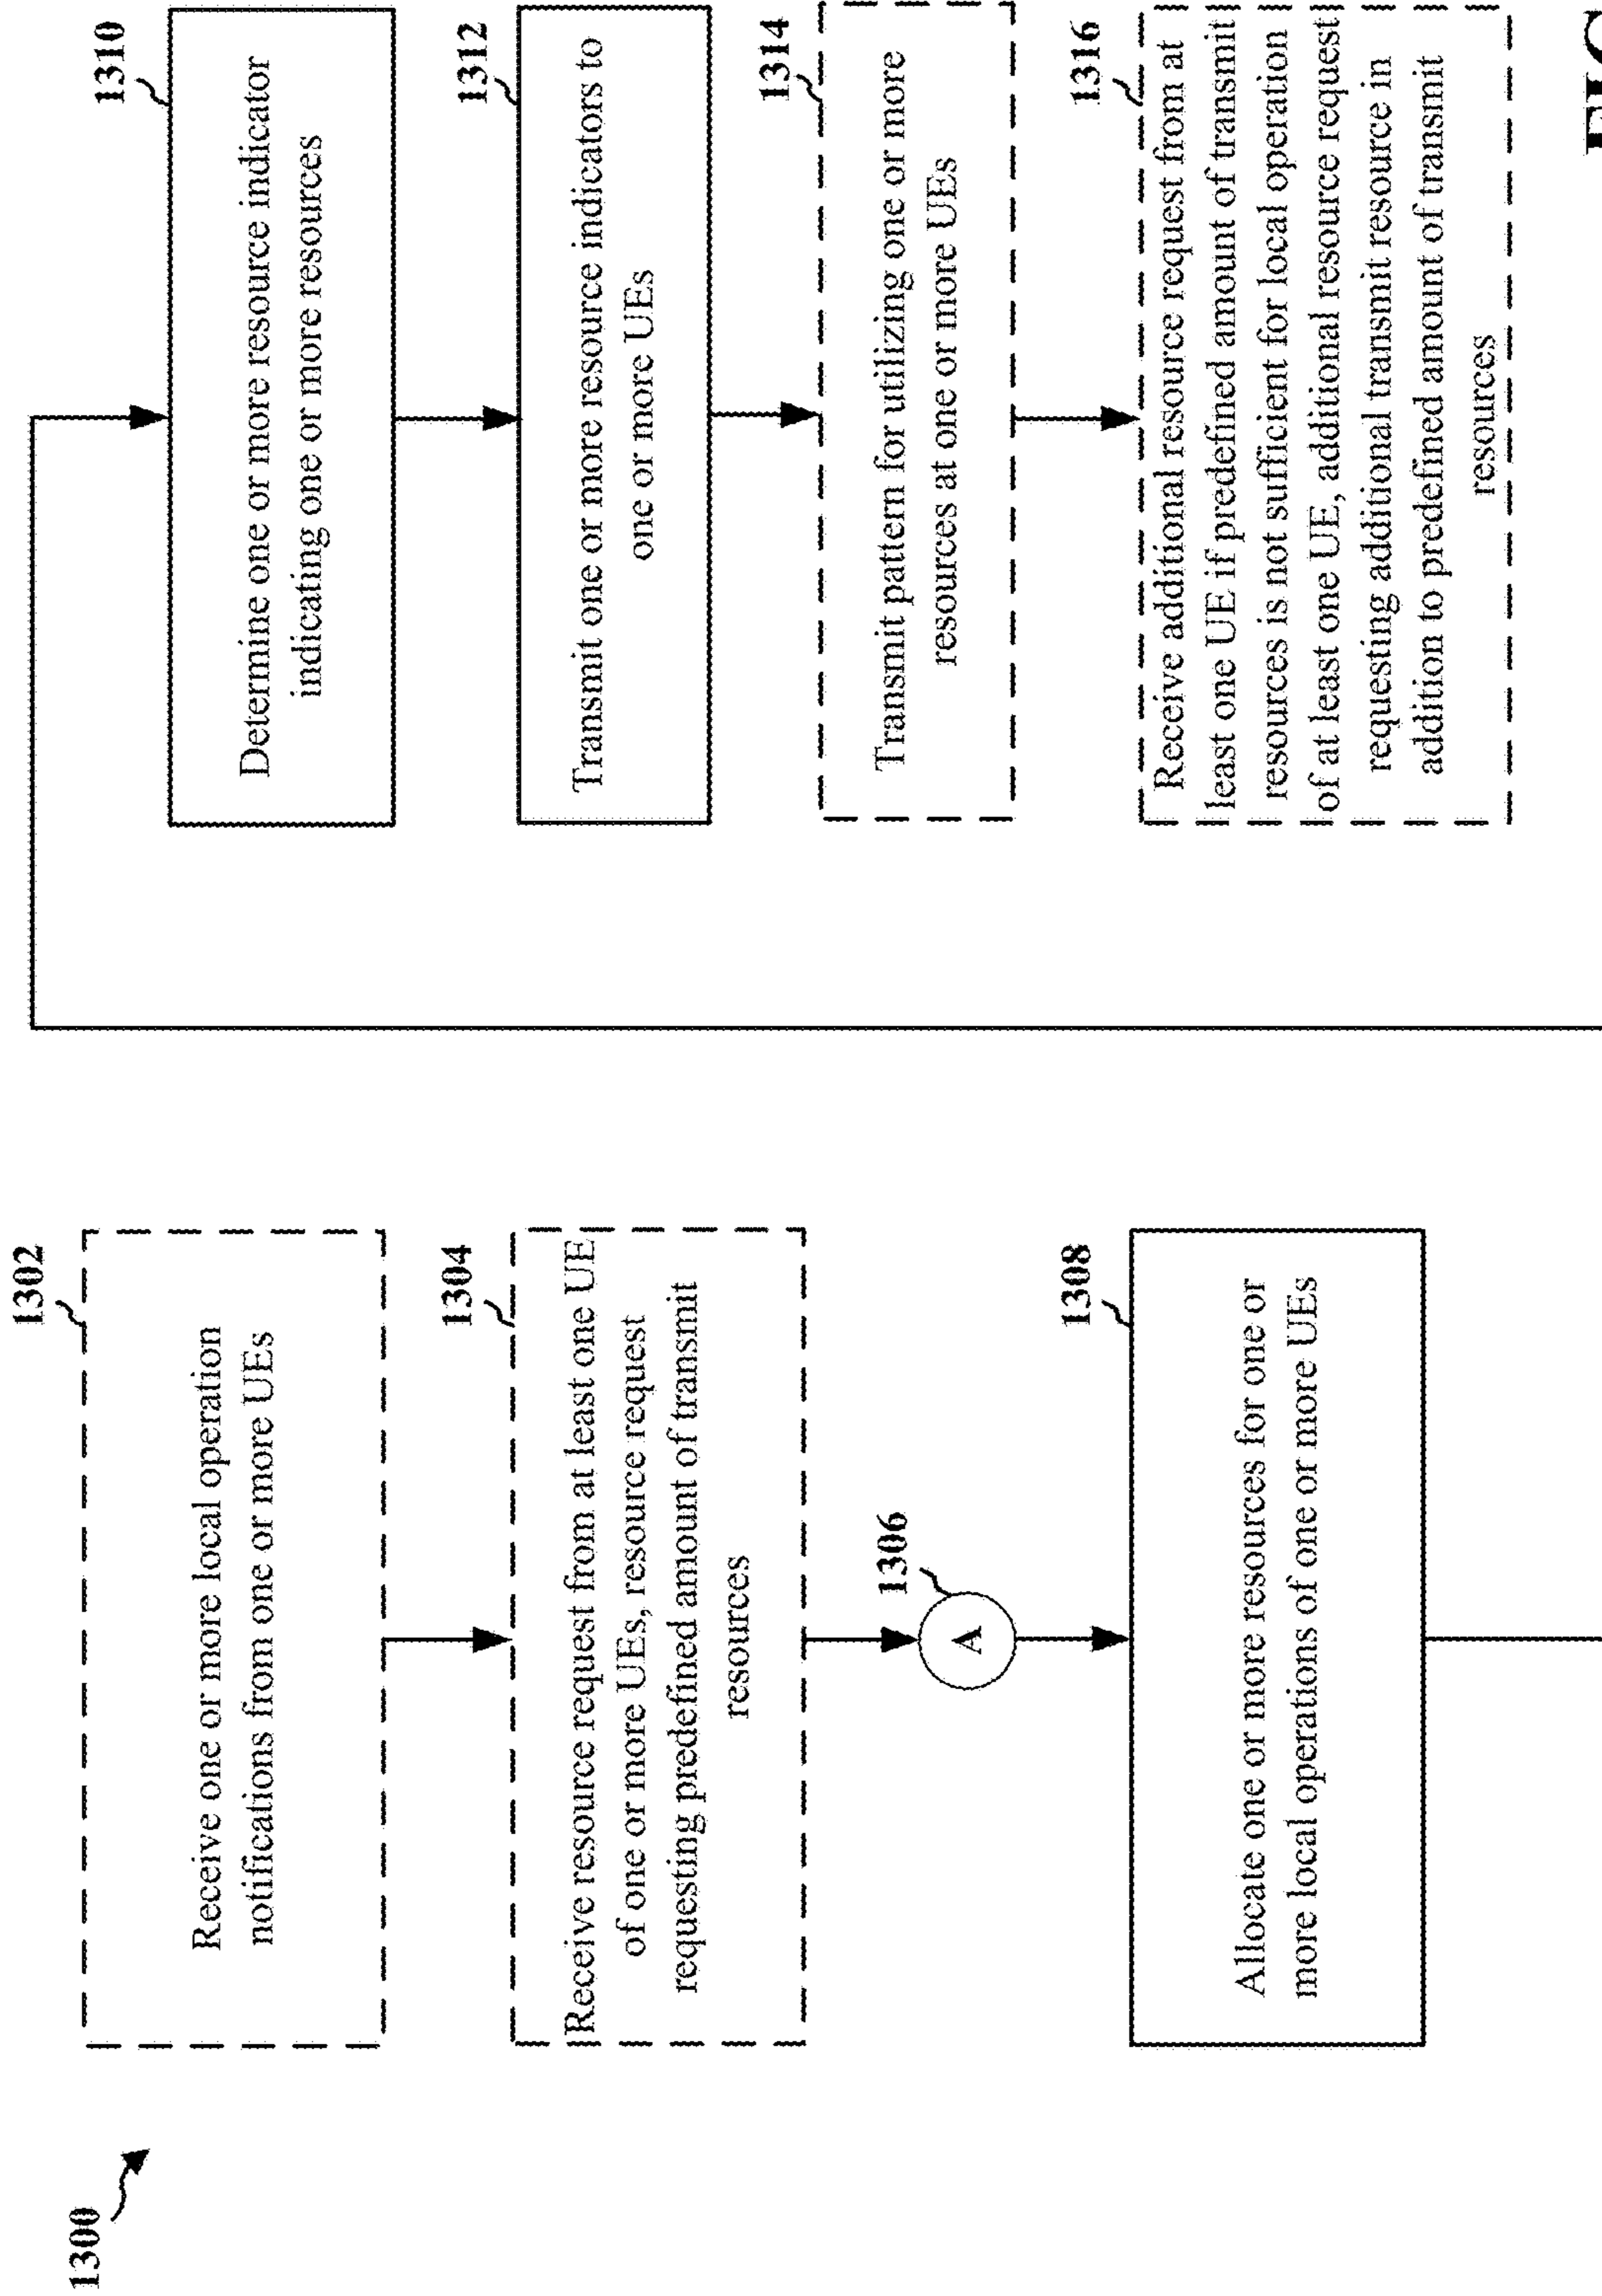 1300
1302
Receive one or more local operation
notifications from one or more UEs
1304
Receive resource request from at least one UE
of one or more UEs, resource request
requesting predefined amount of transmit
resources
1306
A
1308
Allocate one or more resources for one or
more local operations of one or more UEs
1310
Determine one or more resource indicator
indicating one or more resources
1312
Transmit one or more resource indicators to
one or more UEs
1314
Transmit pattern for utilizing one or more
resources at one or more UEs
1316
Receive additional resource request from at
least one UE if predefined amount of transmit
resources is not sufficient for local operation
of at least one UE, additional resource request
requesting additional transmit resource in
addition to predefined amount of transmit
resources